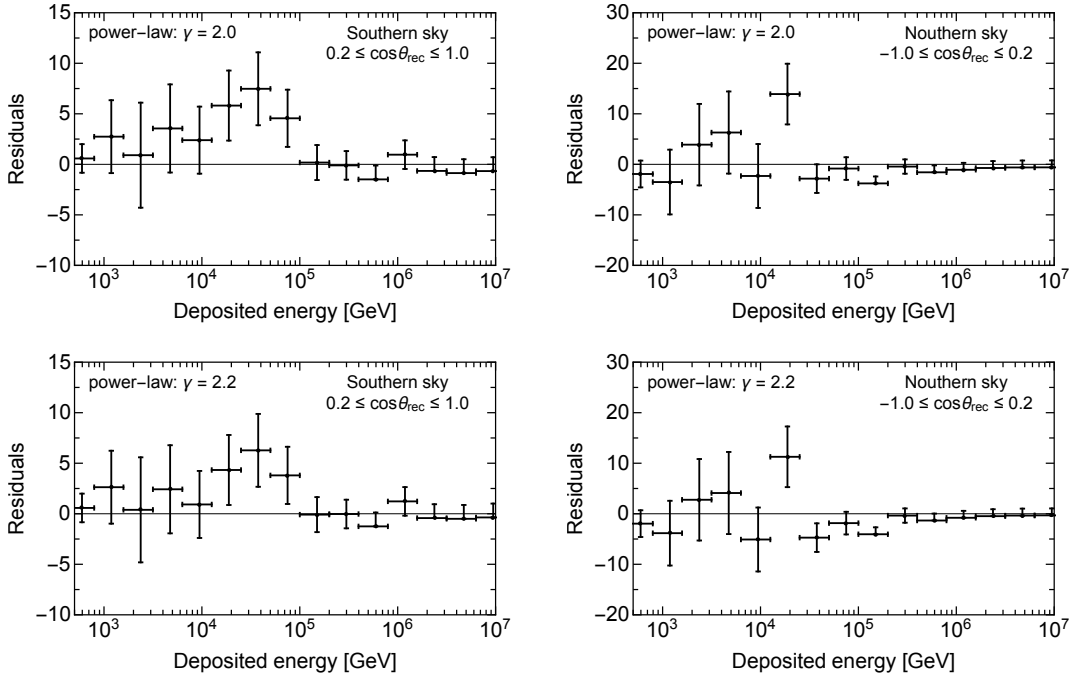 power-law: γ = 2.0
Southern sky
0.2 ≤ cosθrec ≤ 1.0
15
10
5
0
−5
−10
Residuals
10³ 10⁴ 10⁵ 10⁶ 10⁷
Deposited energy [GeV]
power-law: γ = 2.0
Nouthern sky
−1.0 ≤ cosθrec ≤ 0.2
30
20
10
0
−10
−20
Residuals
10³ 10⁴ 10⁵ 10⁶ 10⁷
Deposited energy [GeV]
power-law: γ = 2.2
Southern sky
0.2 ≤ cosθrec ≤ 1.0
15
10
5
0
−5
−10
Residuals
10³ 10⁴ 10⁵ 10⁶ 10⁷
Deposited energy [GeV]
power-law: γ = 2.2
Nouthern sky
−1.0 ≤ cosθrec ≤ 0.2
30
20
10
0
−10
−20
Residuals
10³ 10⁴ 10⁵ 10⁶ 10⁷
Deposited energy [GeV]